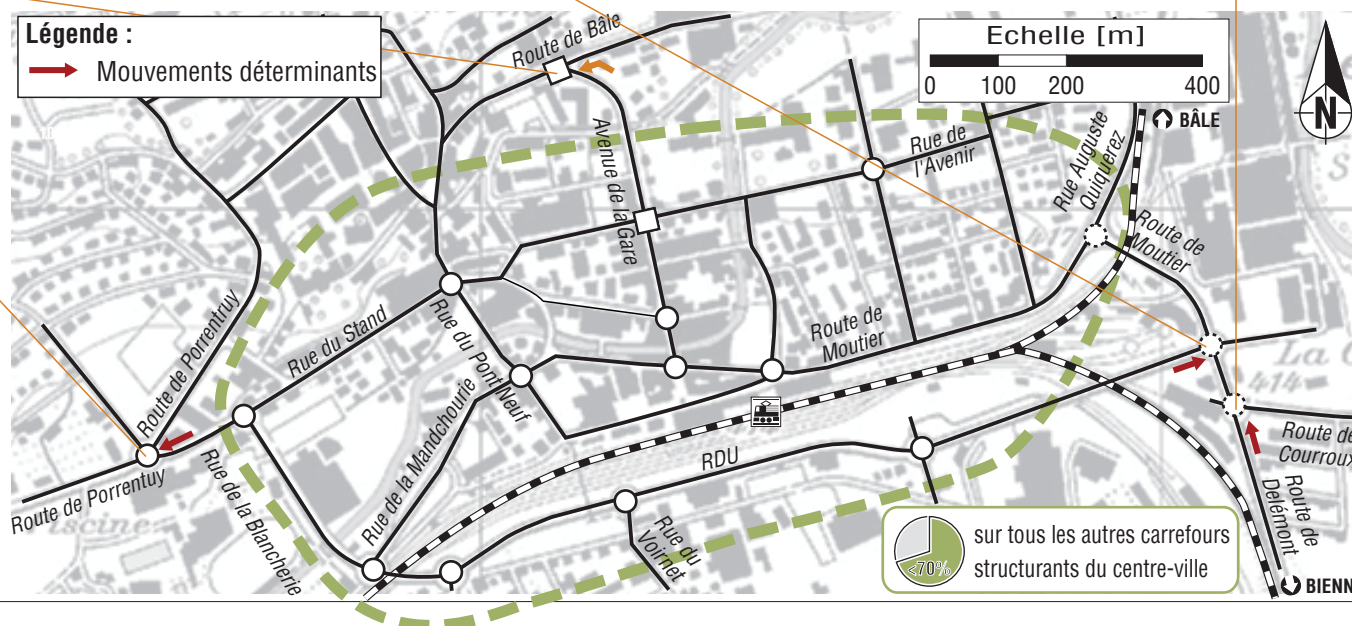 Légende :
Mouvements déterminants
Route de Bâle
Echelle [m]
0 100 200 400
N
BÂLE
Avenue de la Gare
Rue de
l'Avenir
Rue Auguste
Quiquerez
Route de
Moutier
Route de Porrentruy
Rue du Stand
Rue du Pont Neuf
Route de
Moutier
414
Rue de la Mandchourie
Route de
Courroux
Route de Porrentuy
Rue de la Blancherie
RDU
Rue du
Voirnet
Route de
Delémont
<70%
sur tous les autres carrefours
structurants du centre-ville
BIENN